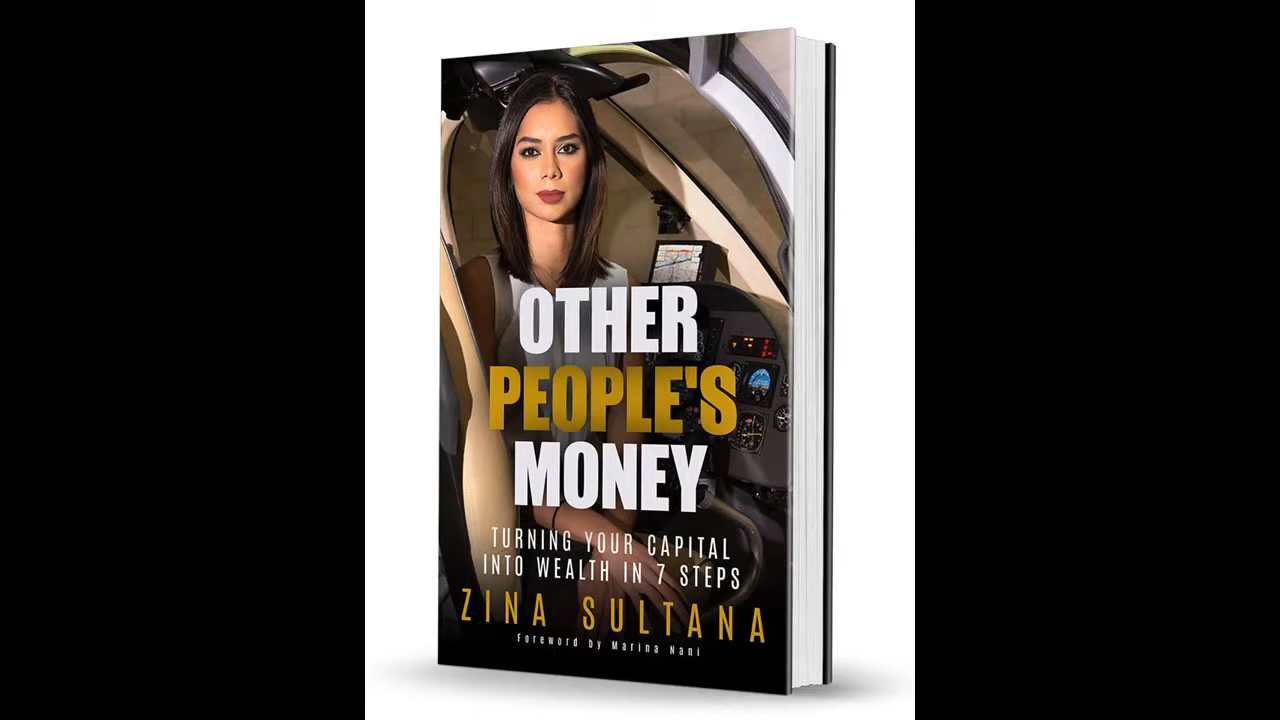 OTHER
PEOPLE'S
MONEY
TURNING YOUR CAPITAL
INTO WEALTH IN 7 STEPS
ZINA SULTANA
Foreword by Marina Nani